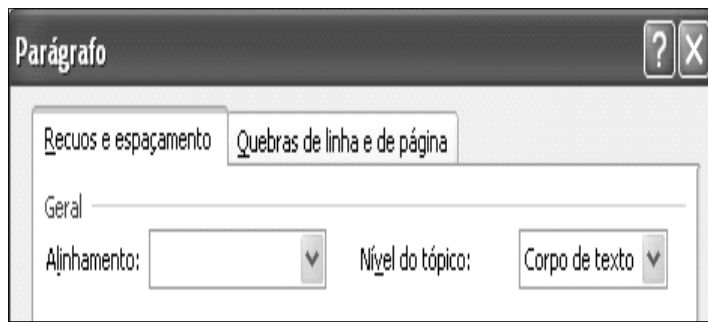 Parágrafo
Recuos e espaçamento Quebras de linha e de página
Geral
Alinhamento: Nível do tópico: Corpo de texto